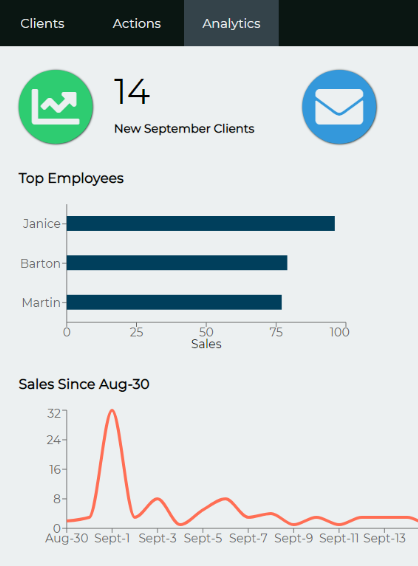 Clients Actions Analytics
14
New September Clients
Top Employees
Janice
Barton
Martin
0 25 50 75 100
Sales
Sales Since Aug-30
32
24
16
8
0
Aug-30 Sept-1 Sept-3 Sept-5 Sept-7 Sept-9 Sept-11 Sept-13